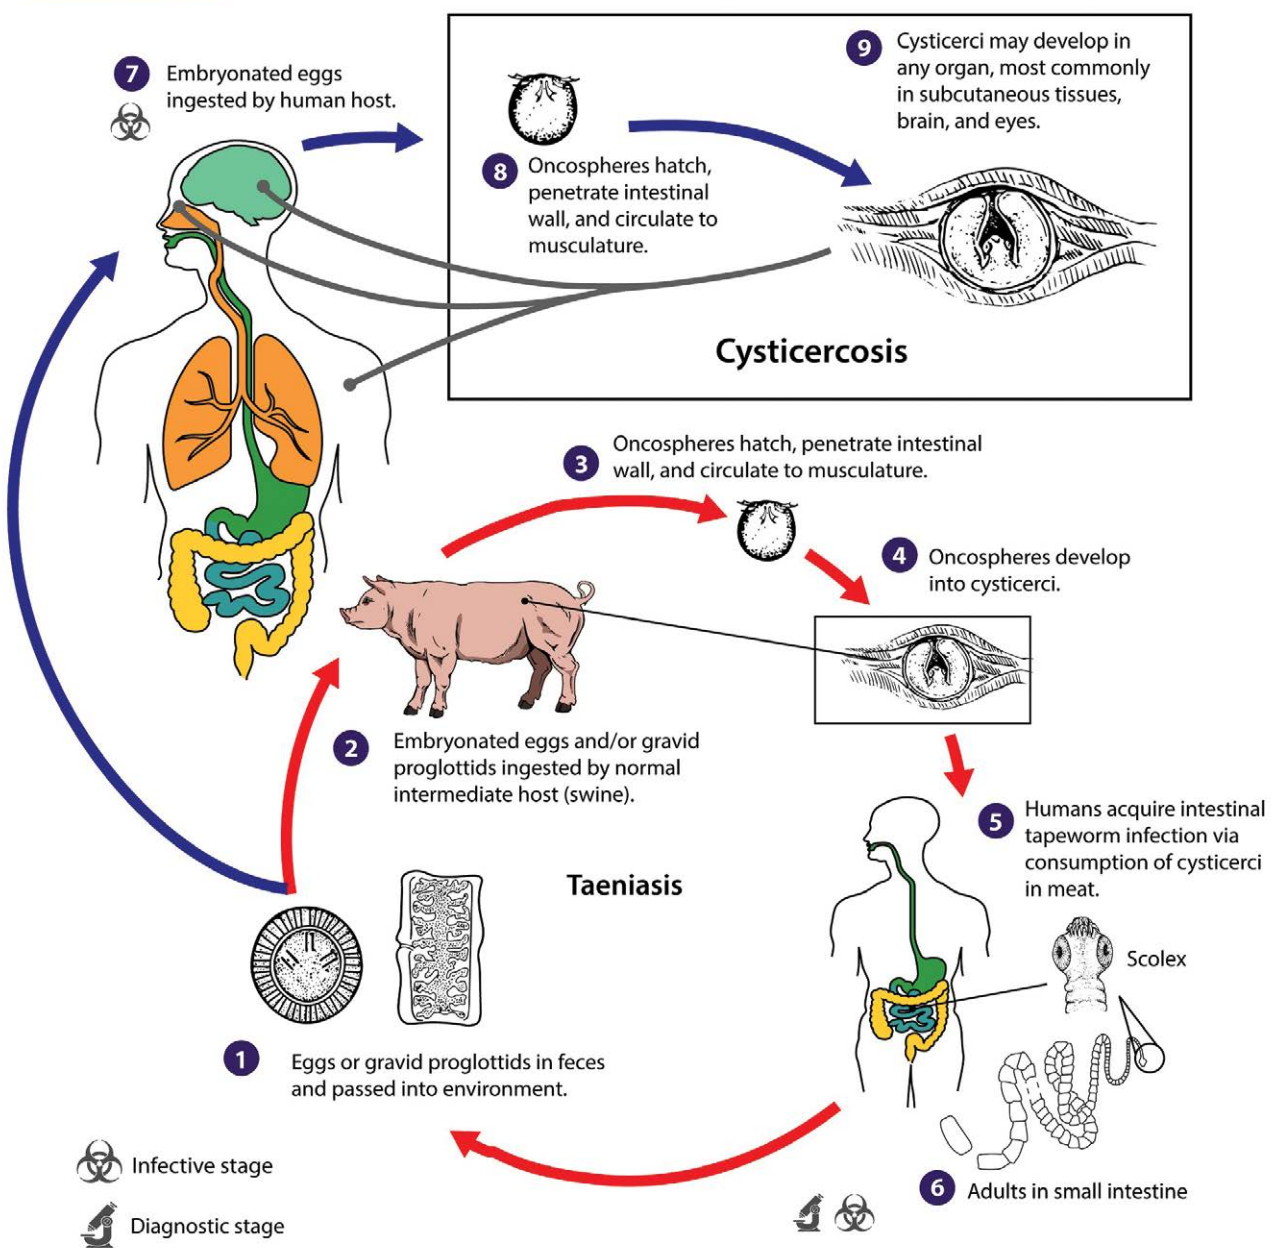 7
Embryonated eggs
ingested by human host.
8
Oncospheres hatch,
penetrate intestinal
wall, and circulate to
musculature.
9
Cysticerci may develop in
any organ, most commonly
in subcutaneous tissues,
brain, and eyes.
Cysticercosis
3
Oncospheres hatch, penetrate intestinal
wall, and circulate to musculature.
4
Oncospheres develop
into cysticerci.
2
Embryonated eggs and/or gravid
proglottids ingested by normal
intermediate host (swine).
5
Humans acquire intestinal
tapeworm infection via
consumption of cysticerci
in meat.
Taeniasis
Scolex
1
Eggs or gravid proglottids in feces
and passed into environment.
6
Adults in small intestine
Infective stage
Diagnostic stage